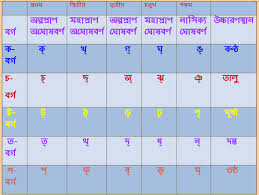 প্রথম দ্বিতীয় তৃতীয় চতুর্থ পঞ্চম
বর্গ অল্পপ্রাণ অঘোষবর্ণ মহাপ্রাণ অঘোষবর্ণ অল্পপ্রাণ ঘোষবর্ণ মহাপ্রাণ ঘোষবর্ণ নাসিক্য ঘোষবর্ণ উচ্চারণস্থান
ক-বর্গ ক্ খ্ গ্ ঘ্ ঙ্ কণ্ঠ
চ-বর্গ চ্ ছ্ জ্ ঝ্ ঞ্ তালু
ট-বর্গ ট্ ঠ্ ড্ ঢ্ ণ্ মূর্ধা
ত-বর্গ ত্ থ্ দ্ ধ্ ন্ দন্ত
প-বর্গ প্ ফ্ ব্ ভ্ ম্ ওষ্ঠ